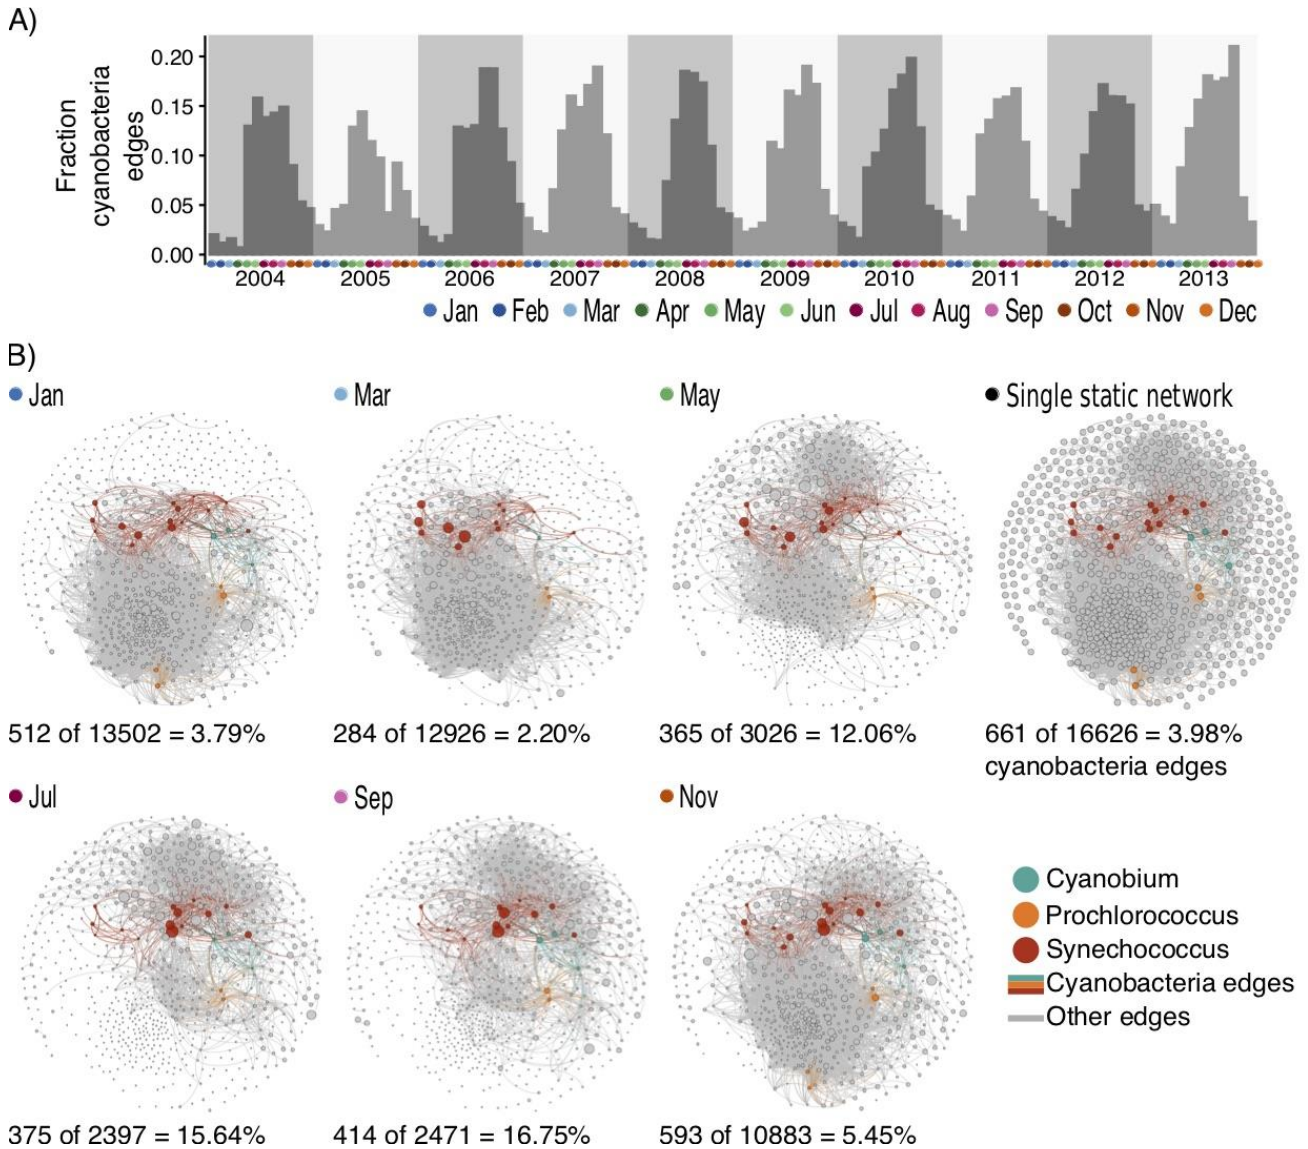 A)
Fraction
cyanobacteria
edges
0.20
0.15
0.10
0.05
0.00
2004 2005 2006 2007 2008 2009 2010 2011 2012 2013
Jan Feb Mar Apr May Jun Jul Aug Sep Oct Nov Dec
B)
Jan Mar May Single static network
512 of 13502 = 3.79% 284 of 12926 = 2.20% 365 of 3026 = 12.06% 661 of 16626 = 3.98%
cyanobacteria edges
Jul Sep Nov
Cyanobium
Prochlorococcus
Synechococcus
Cyanobacteria edges
Other edges
375 of 2397 = 15.64% 414 of 2471 = 16.75% 593 of 10883 = 5.45%